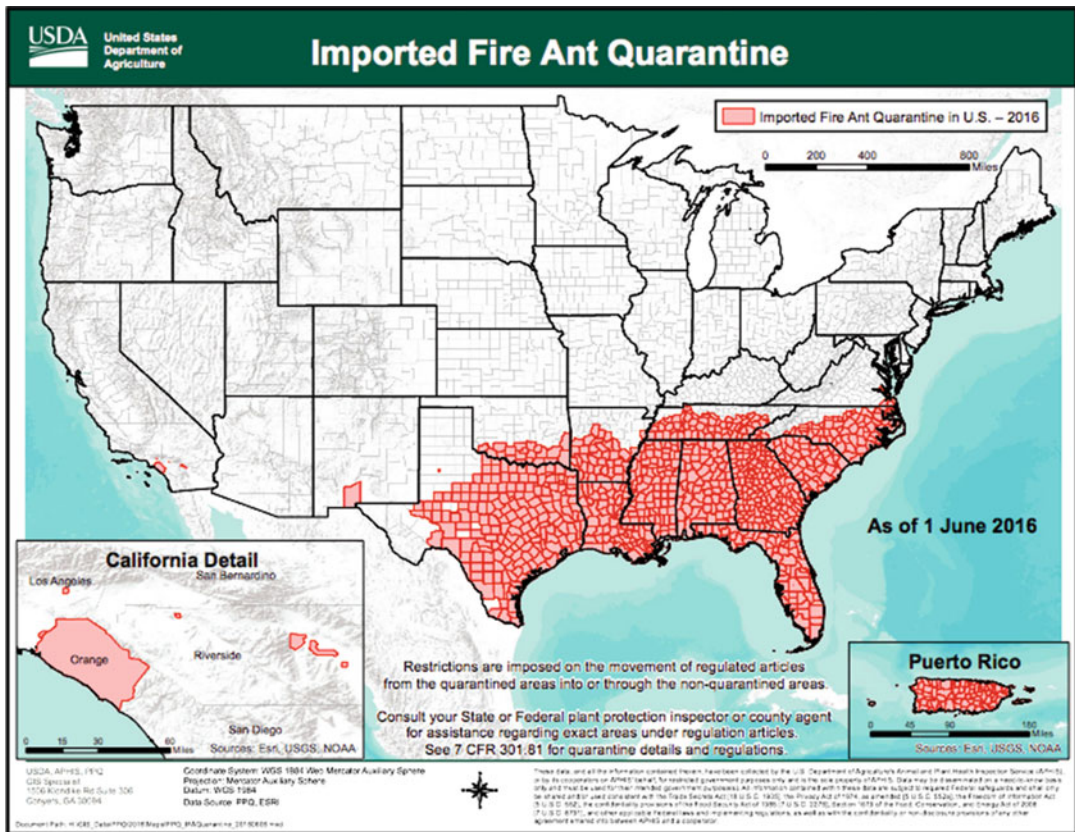 USDA
United States
Department of
Agriculture
Imported Fire Ant Quarantine
Imported Fire Ant Quarantine in U.S. – 2016
0 200 400 800
Miles
As of 1 June 2016
California Detail
Los Angeles
San Bernardino
Orange
Riverside
San Diego
0 15 30 60
Miles
Sources: Esri, USGS, NOAA
Restrictions are imposed on the movement of regulated articles
from the quarantined areas into or through the non-quarantined areas.
Consult your State or Federal plant protection inspector or county agent
for assistance regarding exact areas under regulation articles.
See 7 CFR 301.81 for quarantine details and regulations.
Puerto Rico
0 45 90 180
Miles
USDA, APHIS, PPQ
GIS Specialist
Conyers, GA 30094
Coordinate System: WGS 1984 Web Mercator Auxiliary Sphere
Projection: Mercator Auxiliary Sphere
Datum: WGS 1984
Data Source: PPQ, ESRI